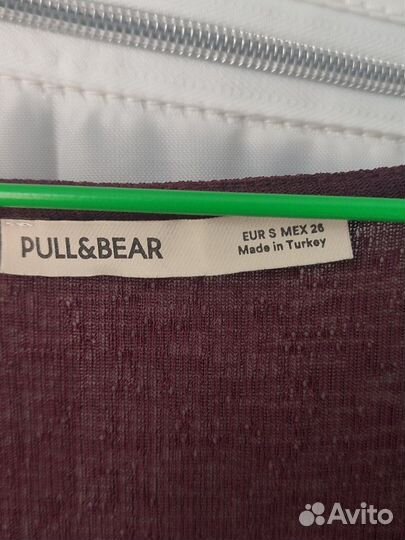 PULL&BEAR
EUR S MEX 26
Made in Turkey
Avito